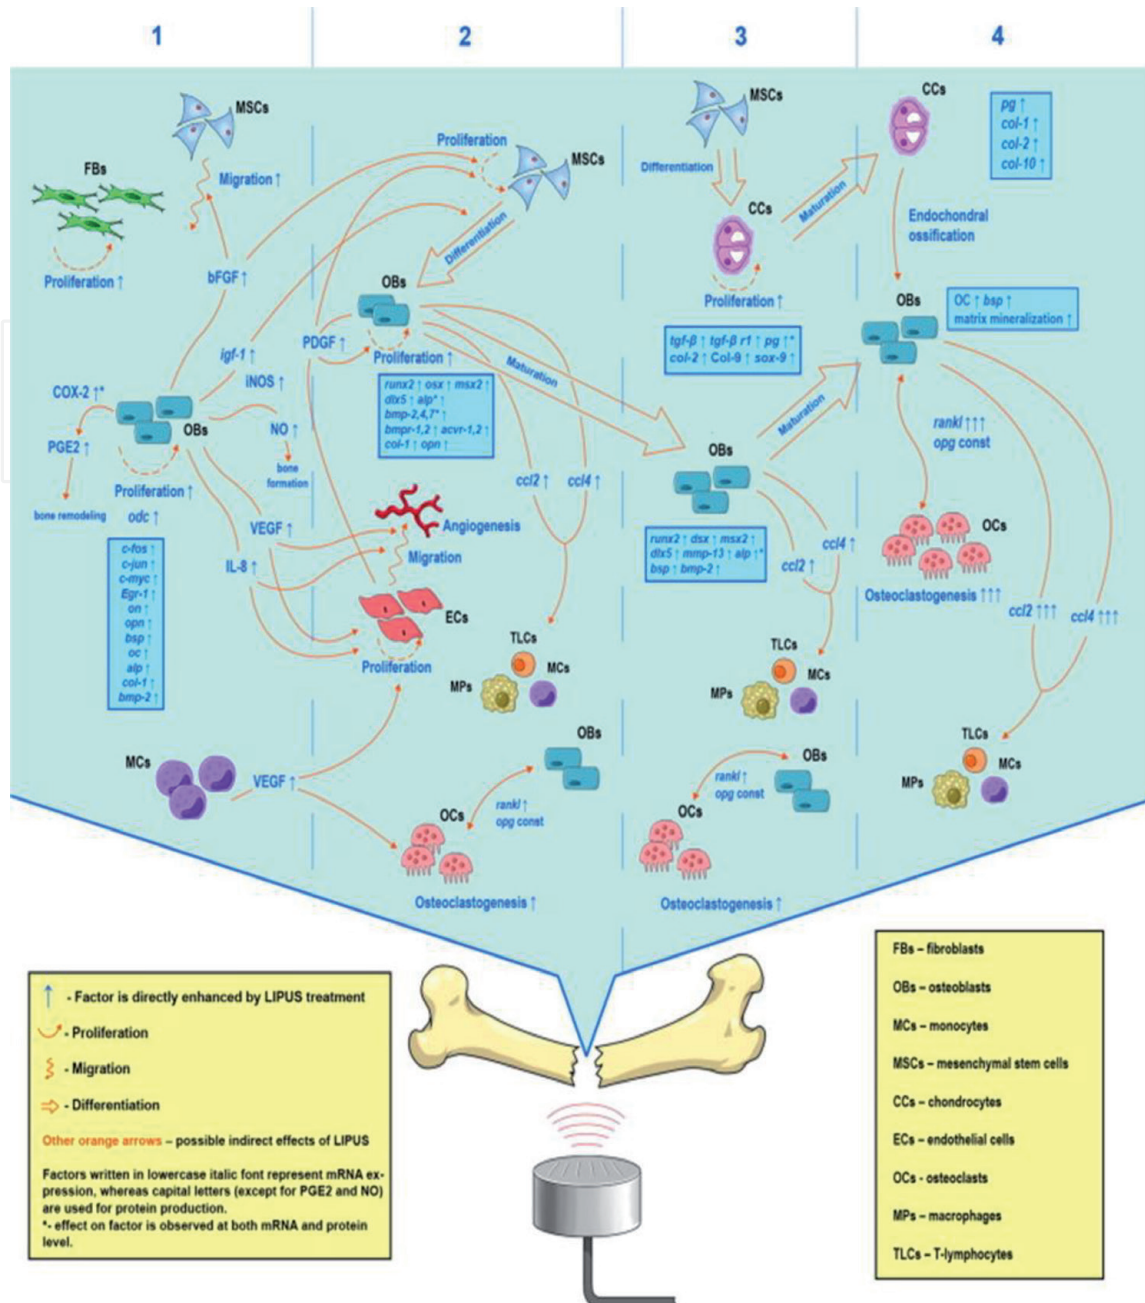 1
2
3
4
MSCs
FBs
Migration ↑
Proliferation ↑
bFGF ↑
igf-1 ↑
iNOS ↑
COX-2 ↑*
OBs
PGE2 ↑
NO ↑
bone
formation
Proliferation ↑
bone remodeling
odc ↑
VEGF ↑
IL-8 ↑
c-fos ↑
c-jun ↑
c-myc ↑
Egr-1 ↑
on ↑
opn ↑
bsp ↑
oc ↑
alp ↑
col-1 ↑
bmp-2 ↑
MCs
VEGF ↑
Proliferation
MSCs
Differentiation
OBs
PDGF ↑
Proliferation ↑
Maturation
runx2 ↑ osx ↑ msx2 ↑
dlx5 ↑ alp* ↑
bmp-2,4,7* ↑
bmpr-1,2 ↑ acvr-1,2 ↑
col-1 ↑ opn ↑
ccl2 ↑
ccl4 ↑
Angiogenesis
Migration
ECs
Proliferation
TLCs
MCs
MPs
OBs
rankl ↑
opg const
OCs
Osteoclastogenesis ↑
MSCs
Differentiation
CCs
Maturation
Proliferation ↑
tgf-β ↑ tgf-β r1 ↑ pg ↑*
col-2 ↑ Col-9 ↑ sox-9 ↑
Maturation
OBs
runx2 ↑ dsx ↑ msx2 ↑
dlx5 ↑ mmp-13 ↑ alp ↑*
bsp ↑ bmp-2 ↑
ccl2 ↑
ccl4 ↑
TLCs
MCs
MPs
OBs
rankl ↑
opg const
OCs
Osteoclastogenesis ↑
CCs
pg ↑
col-1 ↑
col-2 ↑
col-10 ↑
Endochondral
ossification
OBs
OC ↑ bsp ↑
matrix mineralization ↑
rankl ↑↑↑
opg const
OCs
Osteoclastogenesis ↑↑↑
ccl2 ↑↑↑
ccl4 ↑↑↑
TLCs
MCs
MPs
↑ - Factor is directly enhanced by LIPUS treatment
- Proliferation
- Migration
- Differentiation
Other orange arrows – possible indirect effects of LIPUS
Factors written in lowercase italic font represent mRNA ex-
pression, whereas capital letters (except for PGE2 and NO)
are used for protein production.
*- effect on factor is observed at both mRNA and protein
level.
FBs – fibroblasts
OBs – osteoblasts
MCs – monocytes
MSCs – mesenchymal stem cells
CCs – chondrocytes
ECs – endothelial cells
OCs - osteoclasts
MPs – macrophages
TLCs – T-lymphocytes